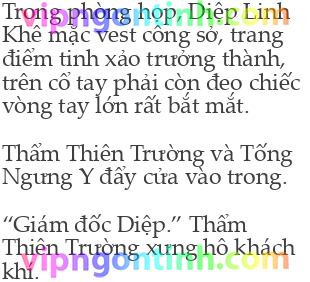 Trong phòng họp, Diệp Linh
Khê mặc vest công sở, trang
điểm tinh xảo trưởng thành,
trên cổ tay phải còn đeo chiếc
vòng tay lớn rất bắt mắt.
Thẩm Thiên Trường và Tống
Ngưng Y đẩy cửa vào trong.
“Giám đốc Diệp.” Thẩm
Thiên Trường xưng hô khách
khí.
vipngontinh.com
vipngontinh.com